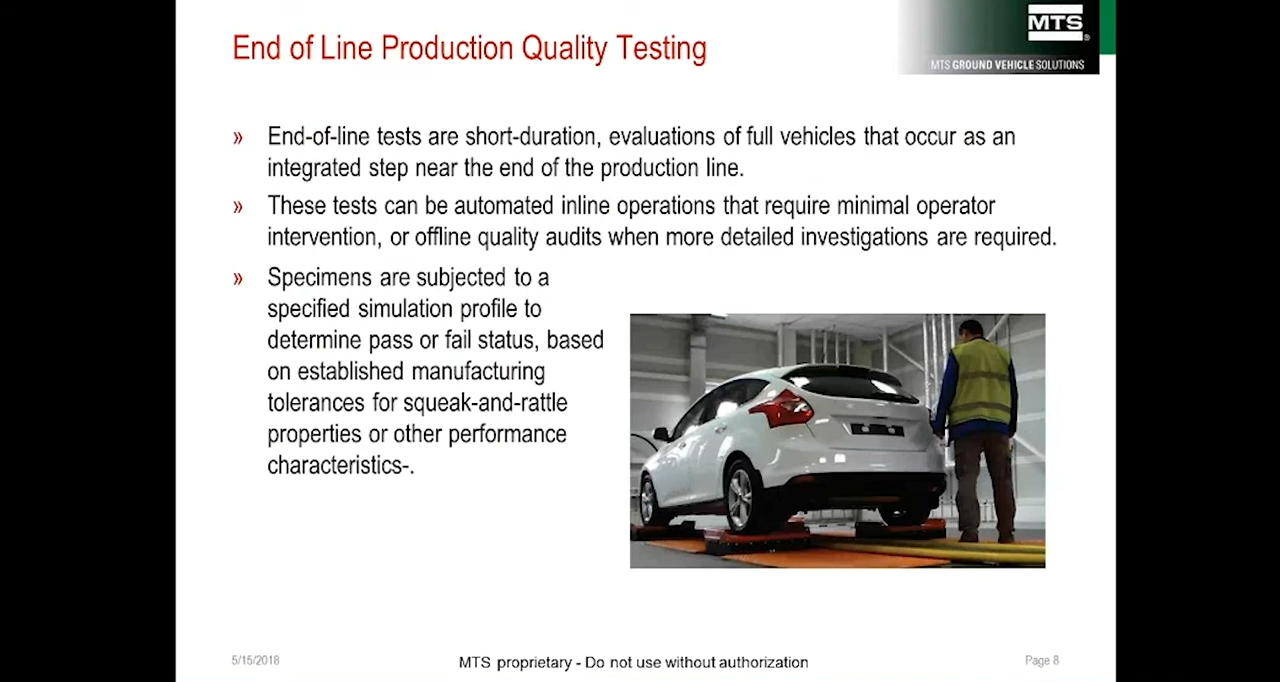 End of Line Production Quality Testing
MTS
MTS GROUND VEHICLE SOLUTIONS
» End-of-line tests are short-duration, evaluations of full vehicles that occur as an
integrated step near the end of the production line.
» These tests can be automated inline operations that require minimal operator
intervention, or offline quality audits when more detailed investigations are required.
» Specimens are subjected to a
specified simulation profile to
determine pass or fail status, based
on established manufacturing
tolerances for squeak-and-rattle
properties or other performance
characteristics-.
5/15/2018
MTS proprietary - Do not use without authorization
Page 8